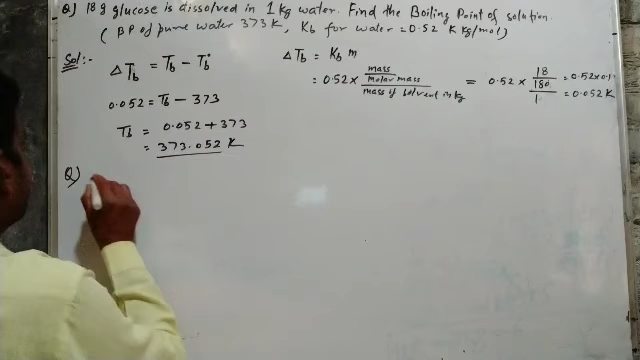 Q) 18 g glucose is dissolved in 1 kg water. Find the Boiling Point of solution.
( BP of pure water 373 K, Kb for water = 0.52 K kg/mol)
Sol:-
ΔTb = Tb - Tb°
0.052 = Tb - 373
Tb = 0.052 + 373
= 373.052 K
ΔTb = Kb m
= 0.52 × mass / Molar mass / mass of solvent in kg = 0.52 × 18 / 180 / 1 = 0.52 × 0.1
= 0.052 K
Q)